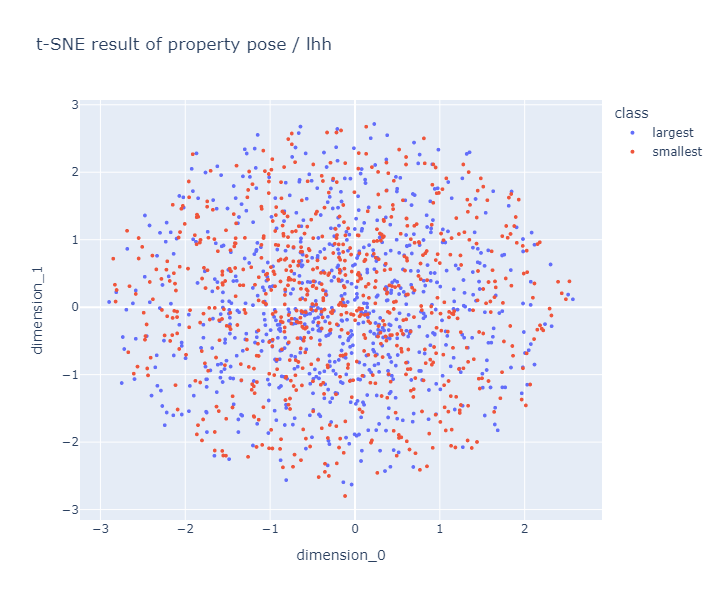 t-SNE result of property pose / lhh
class
largest
smallest
3
2
1
0
−1
−2
−3
dimension_1
−3
−2
−1
0
1
2
dimension_0